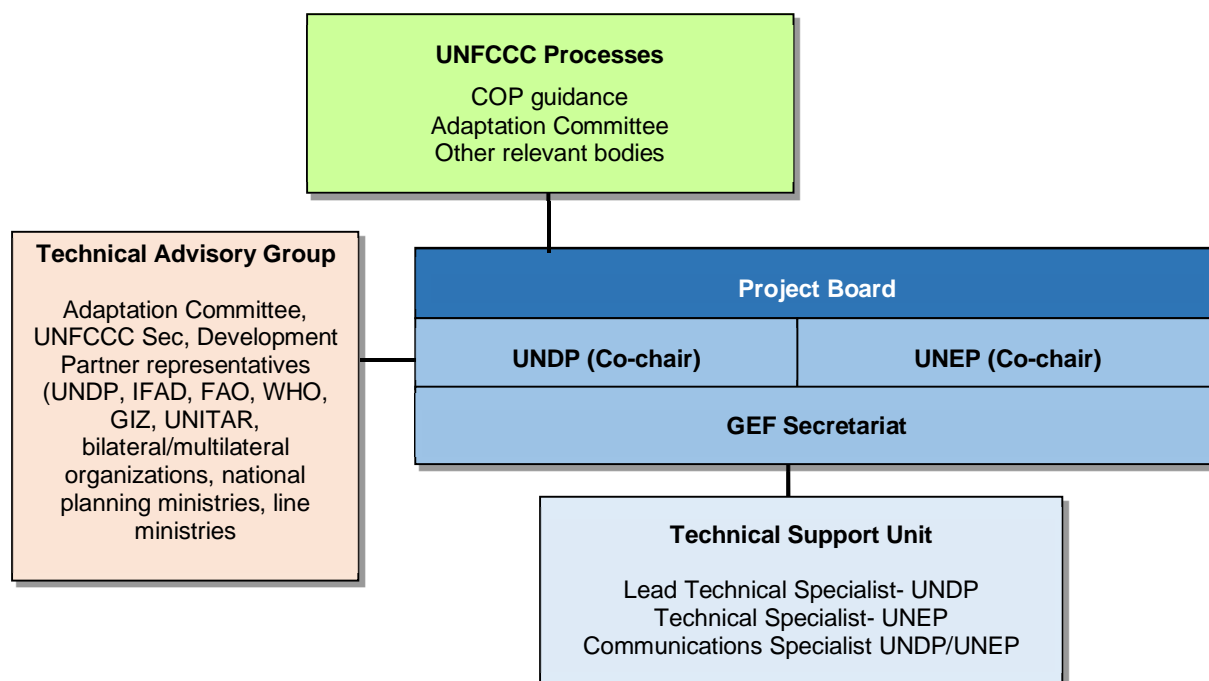 UNFCCC Processes
COP guidance
Adaptation Committee
Other relevant bodies
Technical Advisory Group
Adaptation Committee,
UNFCCC Sec, Development
Partner representatives
(UNDP, IFAD, FAO, WHO,
GIZ, UNITAR,
bilateral/multilateral
organizations, national
planning ministries, line
ministries
Project Board
UNDP (Co-chair)
UNEP (Co-chair)
GEF Secretariat
Technical Support Unit
Lead Technical Specialist- UNDP
Technical Specialist- UNEP
Communications Specialist UNDP/UNEP